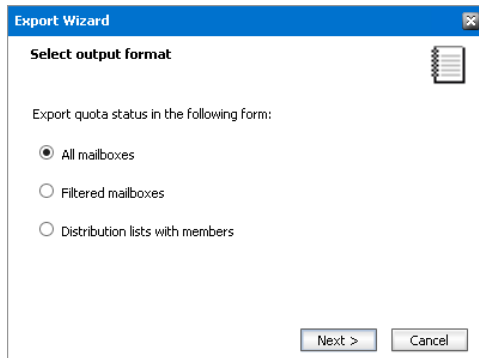 Export Wizard
Select output format
Export quota status in the following form:
All mailboxes
Filtered mailboxes
Distribution lists with members
Next >
Cancel